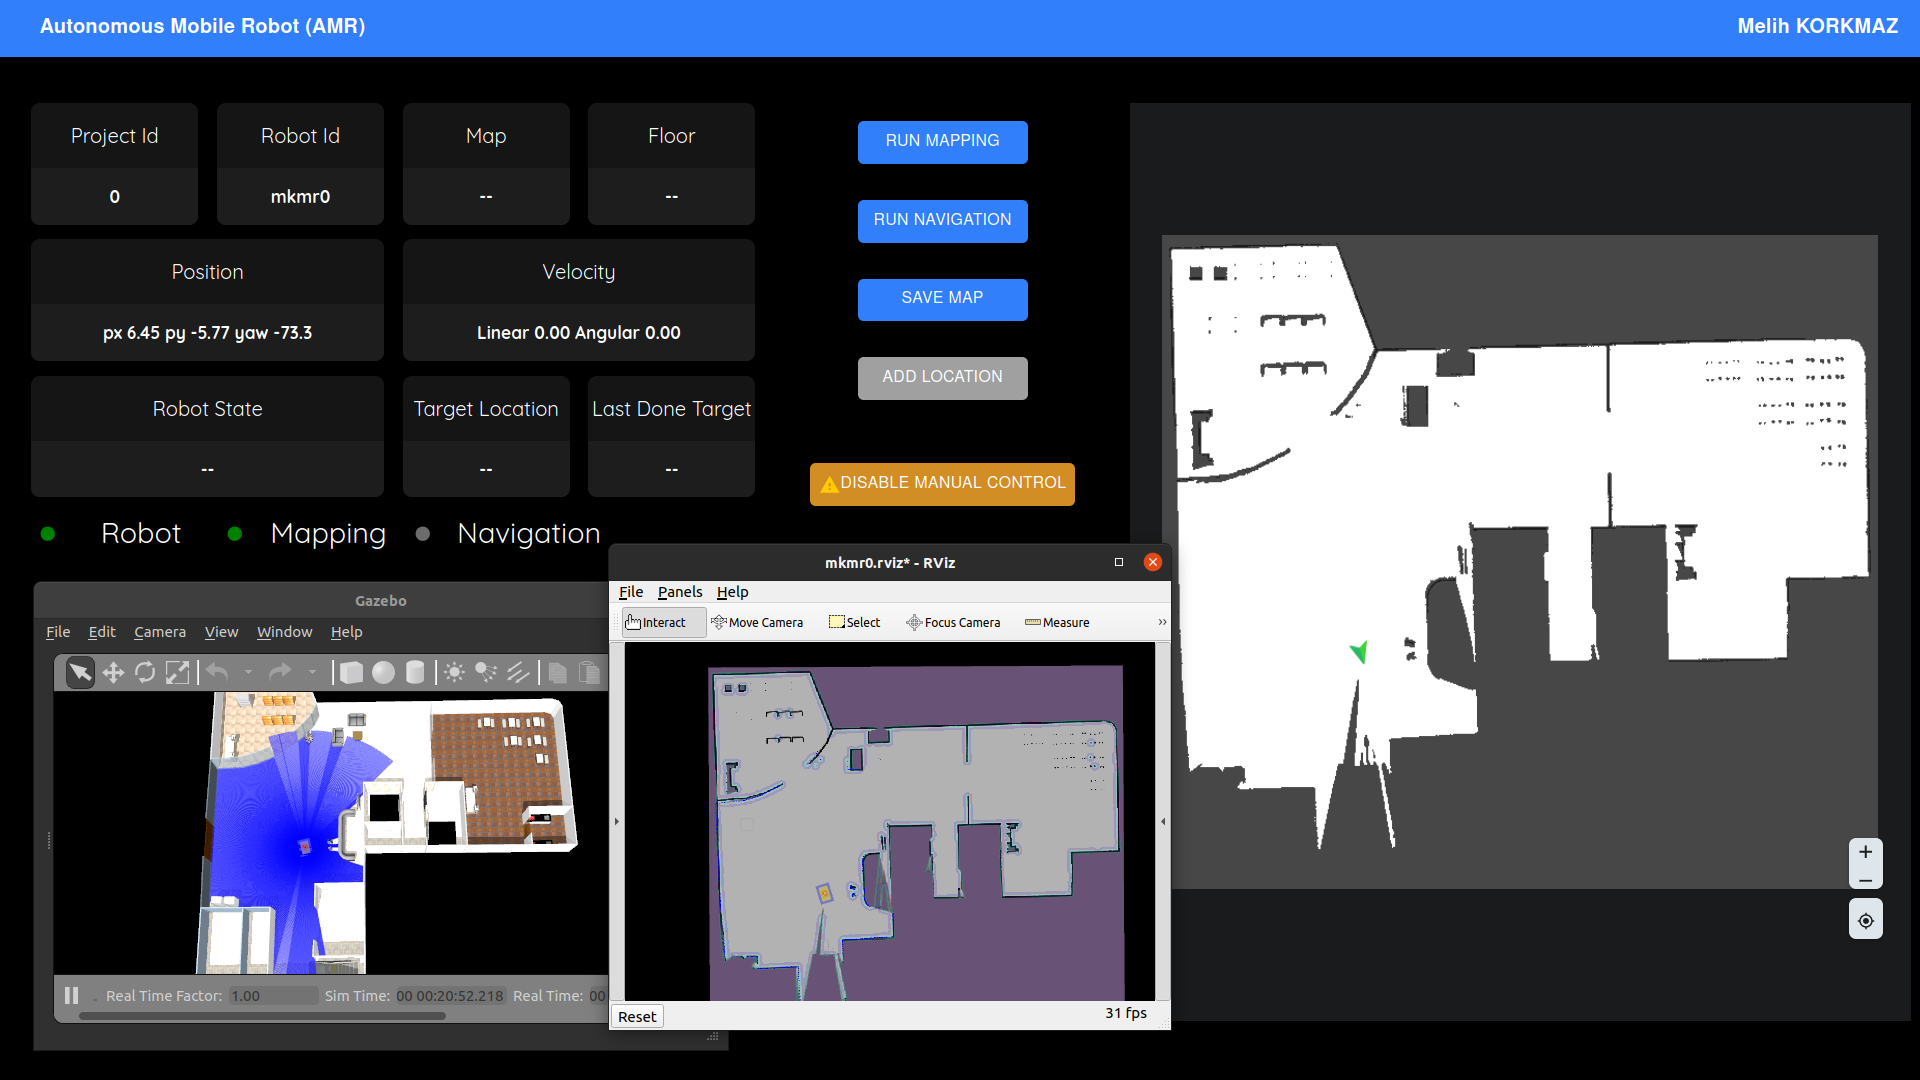 Autonomous Mobile Robot (AMR)
Melih KORKMAZ
Project Id
Robot Id
Map
Floor
0
mkmr0
--
--
Position
Velocity
px 6.45 py -5.77 yaw -73.3
Linear 0.00 Angular 0.00
Robot State
Target Location
Last Done Target
--
--
--
Robot
Mapping
Navigation
RUN MAPPING
RUN NAVIGATION
SAVE MAP
ADD LOCATION
DISABLE MANUAL CONTROL
Gazebo
File Edit Camera View Window Help
Real Time Factor: 1.00 Sim Time: 00 00:20:52.218 Real Time: 00
mkmr0.rviz* - RViz
File Panels Help
Interact Move Camera Select Focus Camera Measure »
Reset
31 fps
+
−